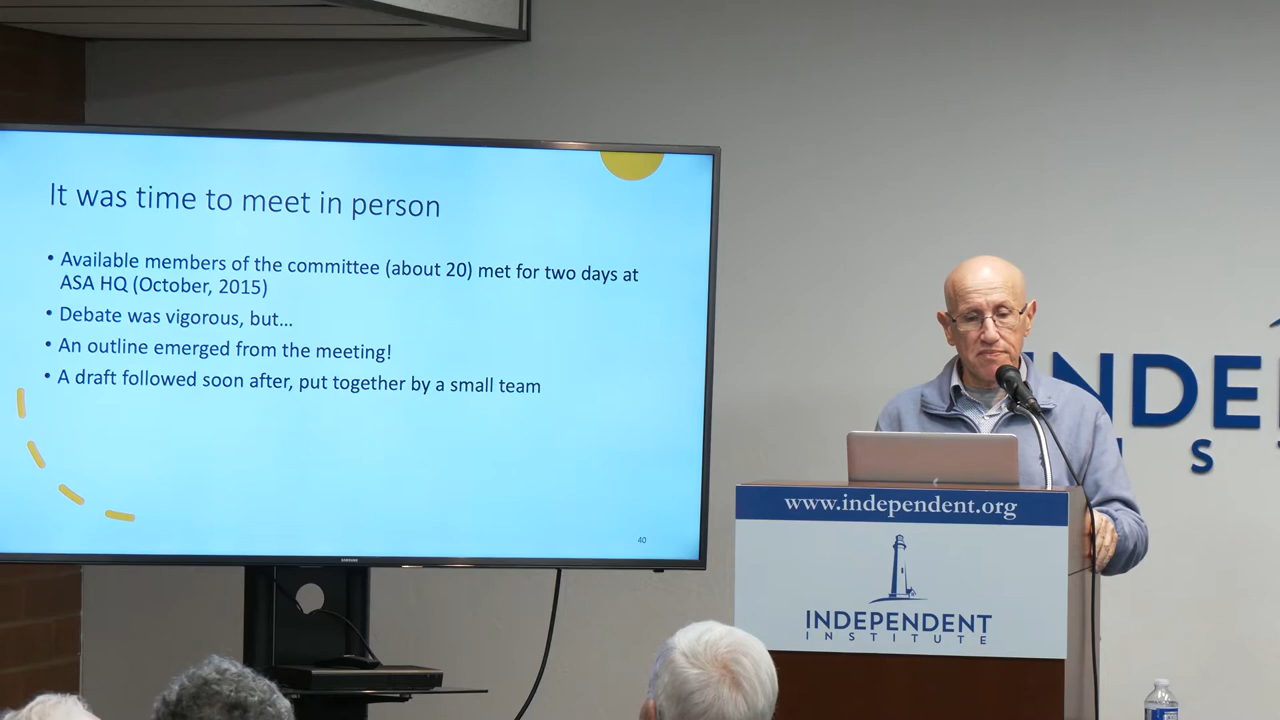 It was time to meet in person
• Available members of the committee (about 20) met for two days at
ASA HQ (October, 2015)
• Debate was vigorous, but...
• An outline emerged from the meeting!
• A draft followed soon after, put together by a small team
40
SAMSUNG
www.independent.org
INDEPENDENT
INSTITUTE
INDE
S